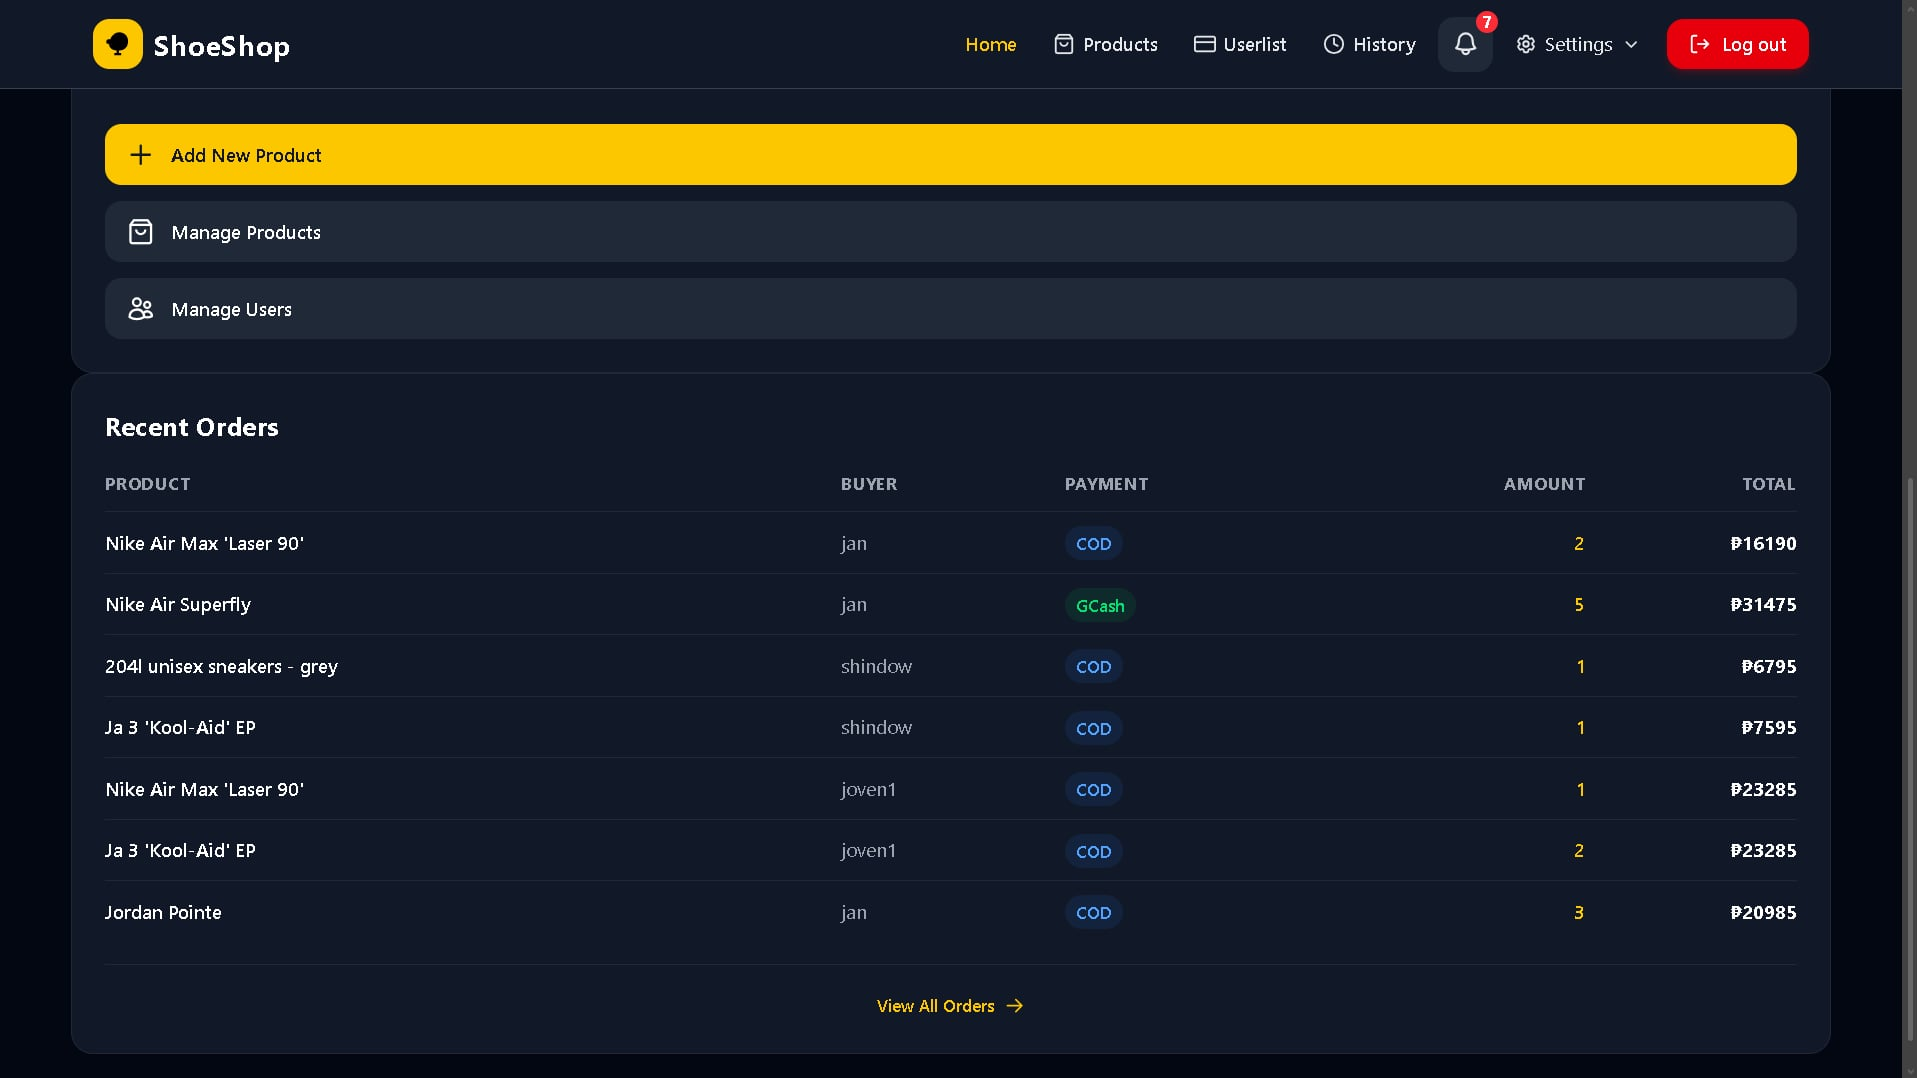 ShoeShop Home Products Userlist History 7 Settings Log out
Add New Product
Manage Products
Manage Users
Recent Orders
PRODUCT BUYER PAYMENT AMOUNT TOTAL
Nike Air Max 'Laser 90' jan COD 2 ₱16190
Nike Air Superfly jan GCash 5 ₱31475
204l unisex sneakers - grey shindow COD 1 ₱6795
Ja 3 'Kool-Aid' EP shindow COD 1 ₱7595
Nike Air Max 'Laser 90' joven1 COD 1 ₱23285
Ja 3 'Kool-Aid' EP joven1 COD 2 ₱23285
Jordan Pointe jan COD 3 ₱20985
View All Orders →